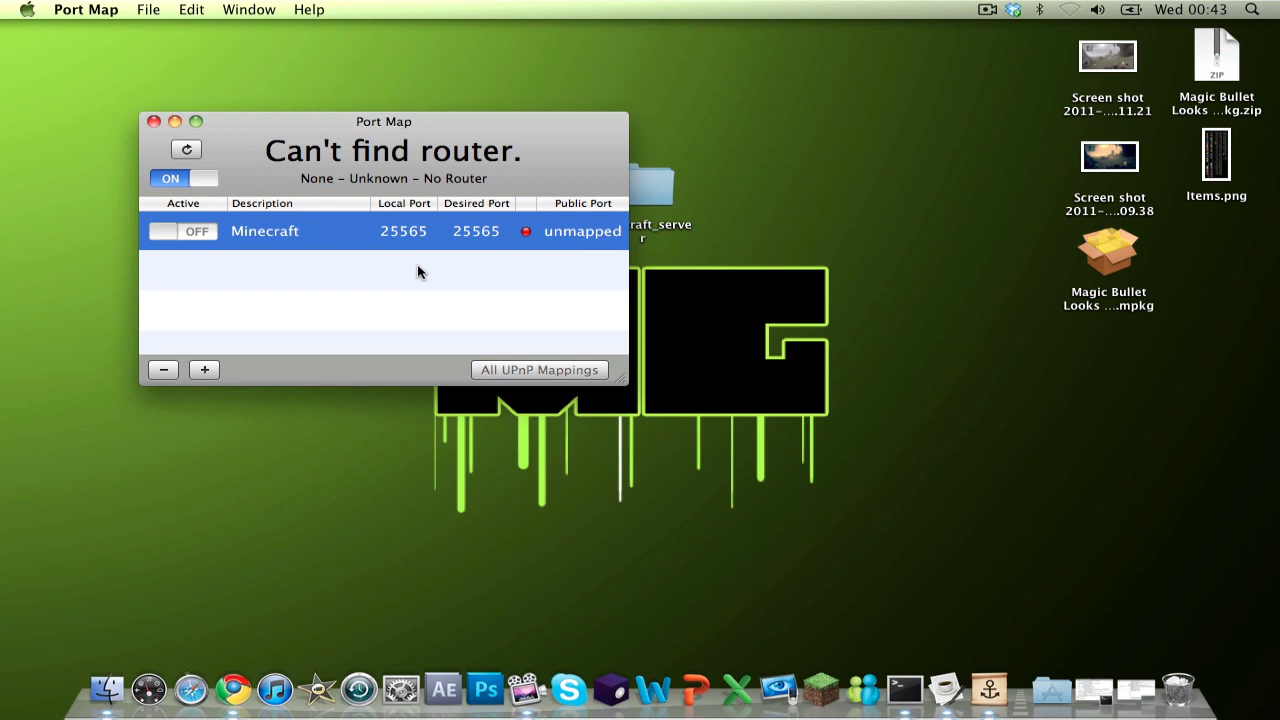 Port Map File Edit Window Help Wed 00:43
Port Map
Can't find router.
None – Unknown – No Router
ON
Active Description Local Port Desired Port Public Port
OFF Minecraft 25565 25565 unmapped
− + All UPnP Mappings
raft_serve
r
Screen shot
2011-....11.21
Magic Bullet
Looks ...kg.zip
ZIP
Screen shot
2011-....09.38
Items.png
Magic Bullet
Looks ....mpkg
AE Ps